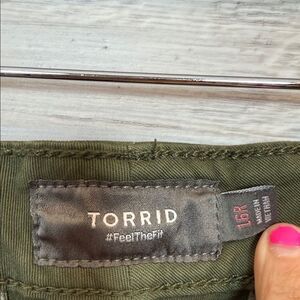 TORRID
#FeelTheFit
16R
MADE IN
VIETNAM